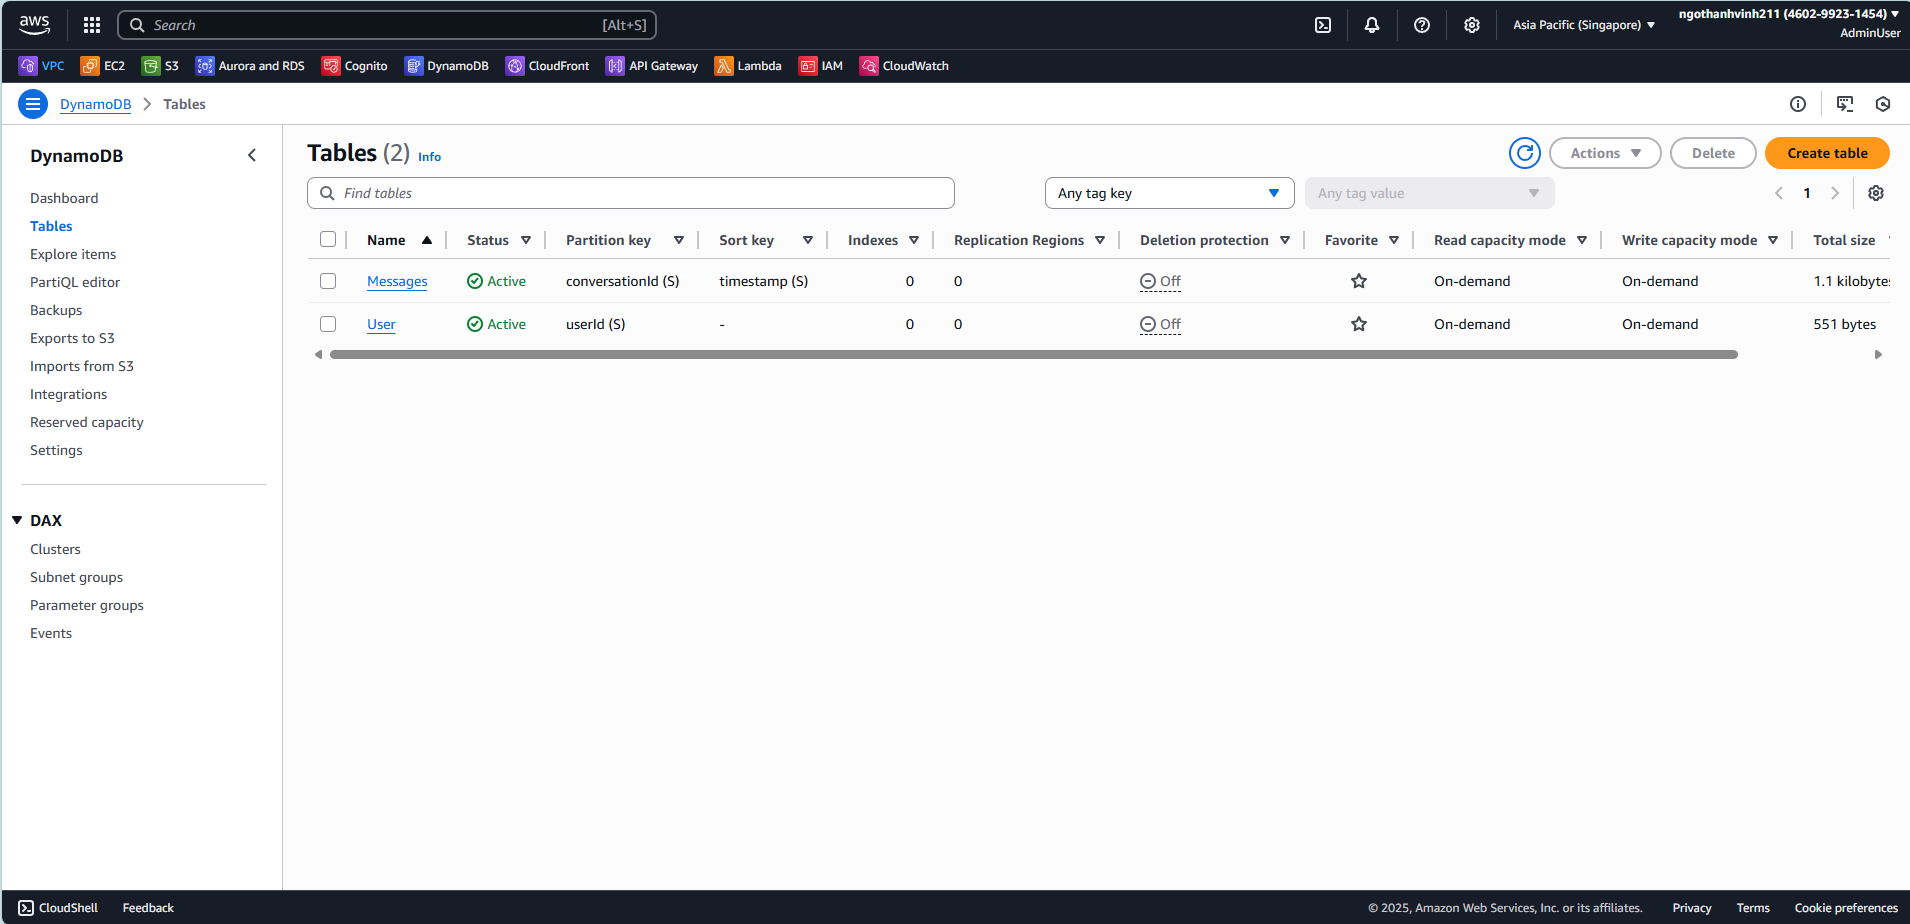 aws
Search [Alt+S]
Asia Pacific (Singapore)
ngothanhvinh211 (4602-9923-1454)
AdminUser
VPC EC2 S3 Aurora and RDS Cognito DynamoDB CloudFront API Gateway Lambda IAM CloudWatch
DynamoDB Tables
DynamoDB
Dashboard
Tables
Explore items
PartiQL editor
Backups
Exports to S3
Imports from S3
Integrations
Reserved capacity
Settings
DAX
Clusters
Subnet groups
Parameter groups
Events
Tables (2) Info
Actions Delete Create table
Find tables Any tag key Any tag value 1
Name Status Partition key Sort key Indexes Replication Regions Deletion protection Favorite Read capacity mode Write capacity mode Total size
Messages Active conversationId (S) timestamp (S) 0 0 Off On-demand On-demand 1.1 kilobytes
User Active userId (S) - 0 0 Off On-demand On-demand 551 bytes
CloudShell Feedback © 2025, Amazon Web Services, Inc. or its affiliates. Privacy Terms Cookie preferences